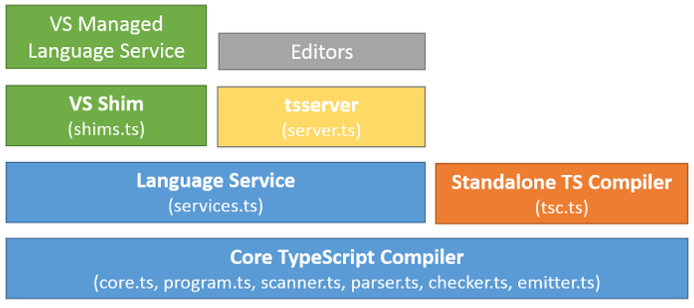 VS Managed
Language Service
Editors
VS Shim
(shims.ts)
tsserver
(server.ts)
Language Service
(services.ts)
Standalone TS Compiler
(tsc.ts)
Core TypeScript Compiler
(core.ts, program.ts, scanner.ts, parser.ts, checker.ts, emitter.ts)